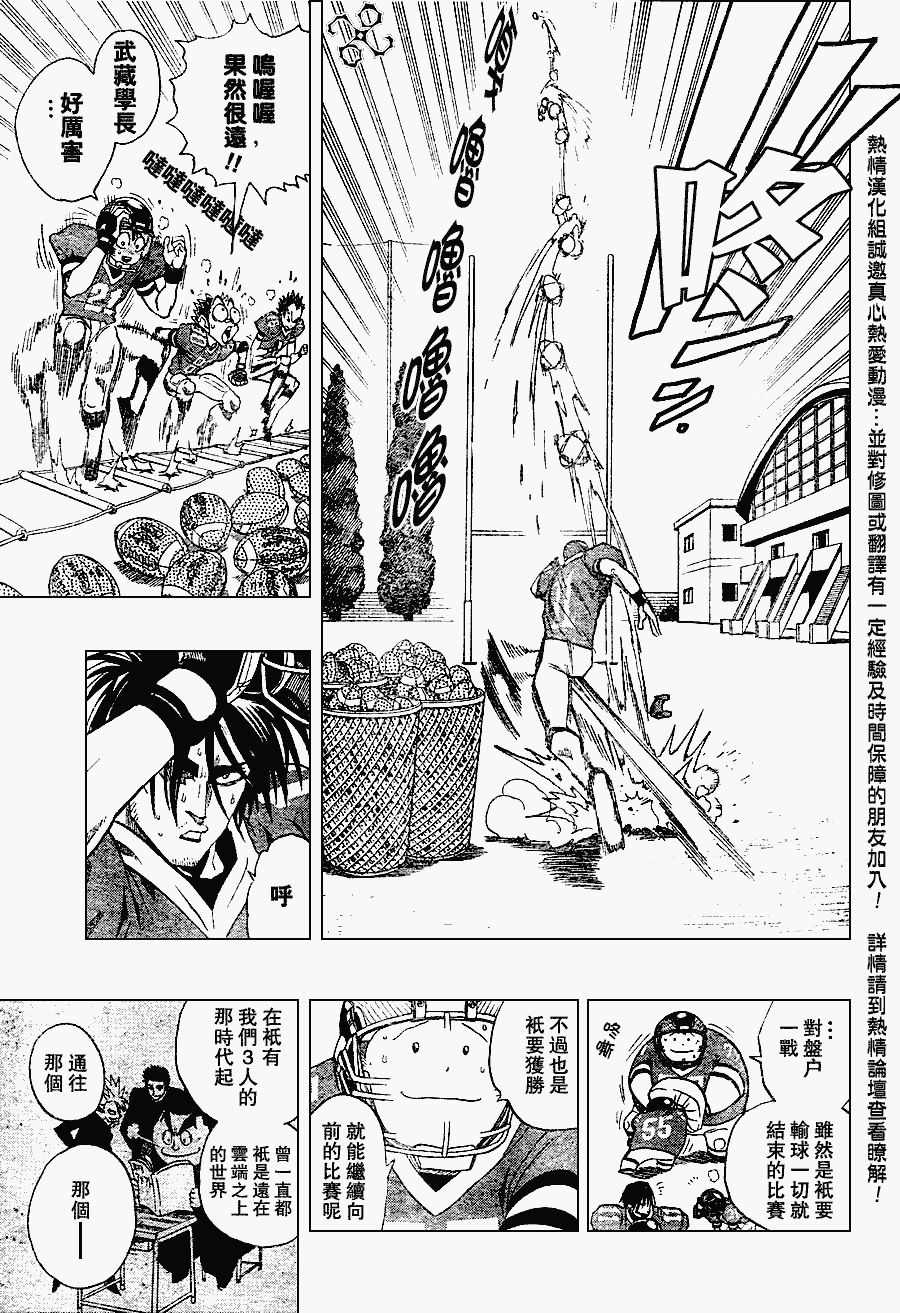 咚
嚕
嚕
嚕
嚕
嚕
嗚喔喔，
果然很遠!!
武藏學長
好厲害
…
噠噠噠噠噠噠
21
呼
…
對盤戶
一戰
雖然是祇要
輸球一切就
結束的比賽
55
不過也是
祇要獲勝
就能繼續向
前的比賽呢
在祇有
我們3人的
那時代起
曾一直都
祇是遠在
雲端之上
的世界
通往
那個
那個——
熱情漢化組誠邀真心熱愛動漫…並對修圖或翻譯有一定經驗及時間保障的朋友加入！ 詳情請到熱情論壇查看瞭解！